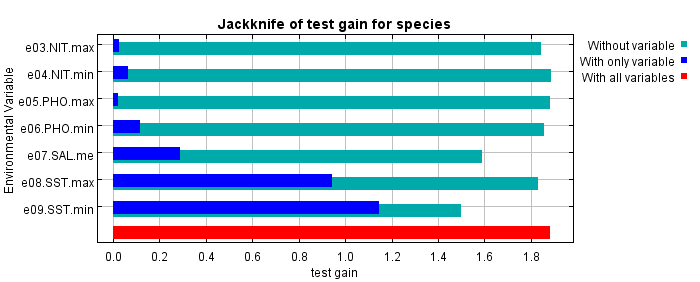 Jackknife of test gain for species
Without variable
With only variable
With all variables
Environmental Variable
e03.NIT.max
e04.NIT.min
e05.PHO.max
e06.PHO.min
e07.SAL.me
e08.SST.max
e09.SST.min
0.0 0.2 0.4 0.6 0.8 1.0 1.2 1.4 1.6 1.8
test gain